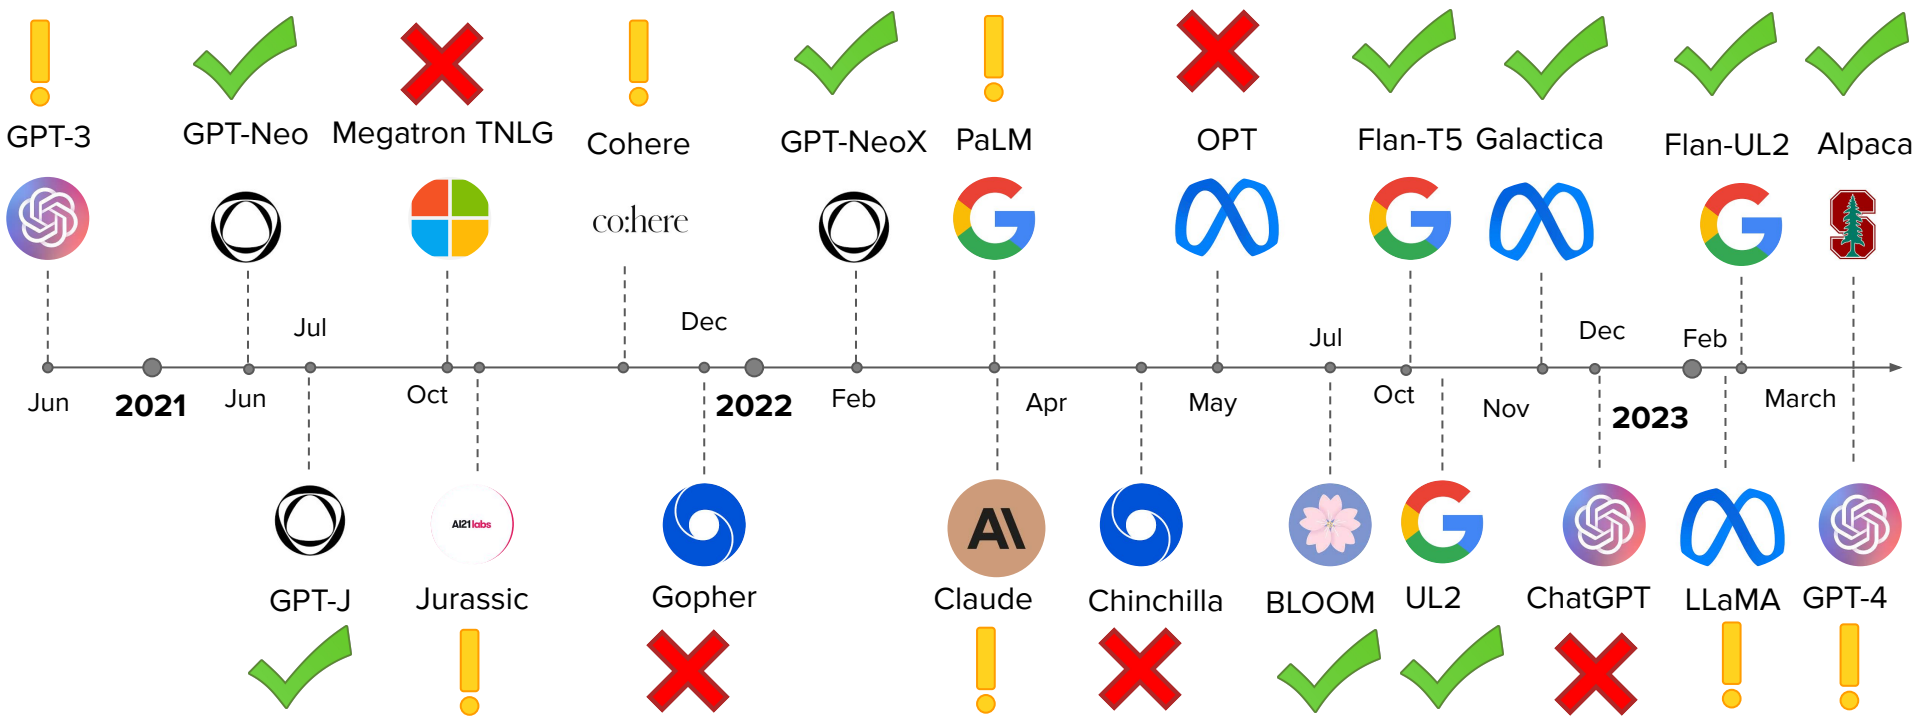 GPT-3
GPT-Neo
Megatron TNLG
Cohere
GPT-NeoX
PaLM
OPT
Flan-T5
Galactica
Flan-UL2
Alpaca
co:here
S
Jul
Dec
Jul
Dec
Feb
Jun
2021
Jun
Oct
2022
Feb
Apr
May
Oct
Nov
2023
March
AI21labs
AI
GPT-J
Jurassic
Gopher
Claude
Chinchilla
BLOOM
UL2
ChatGPT
LLaMA
GPT-4